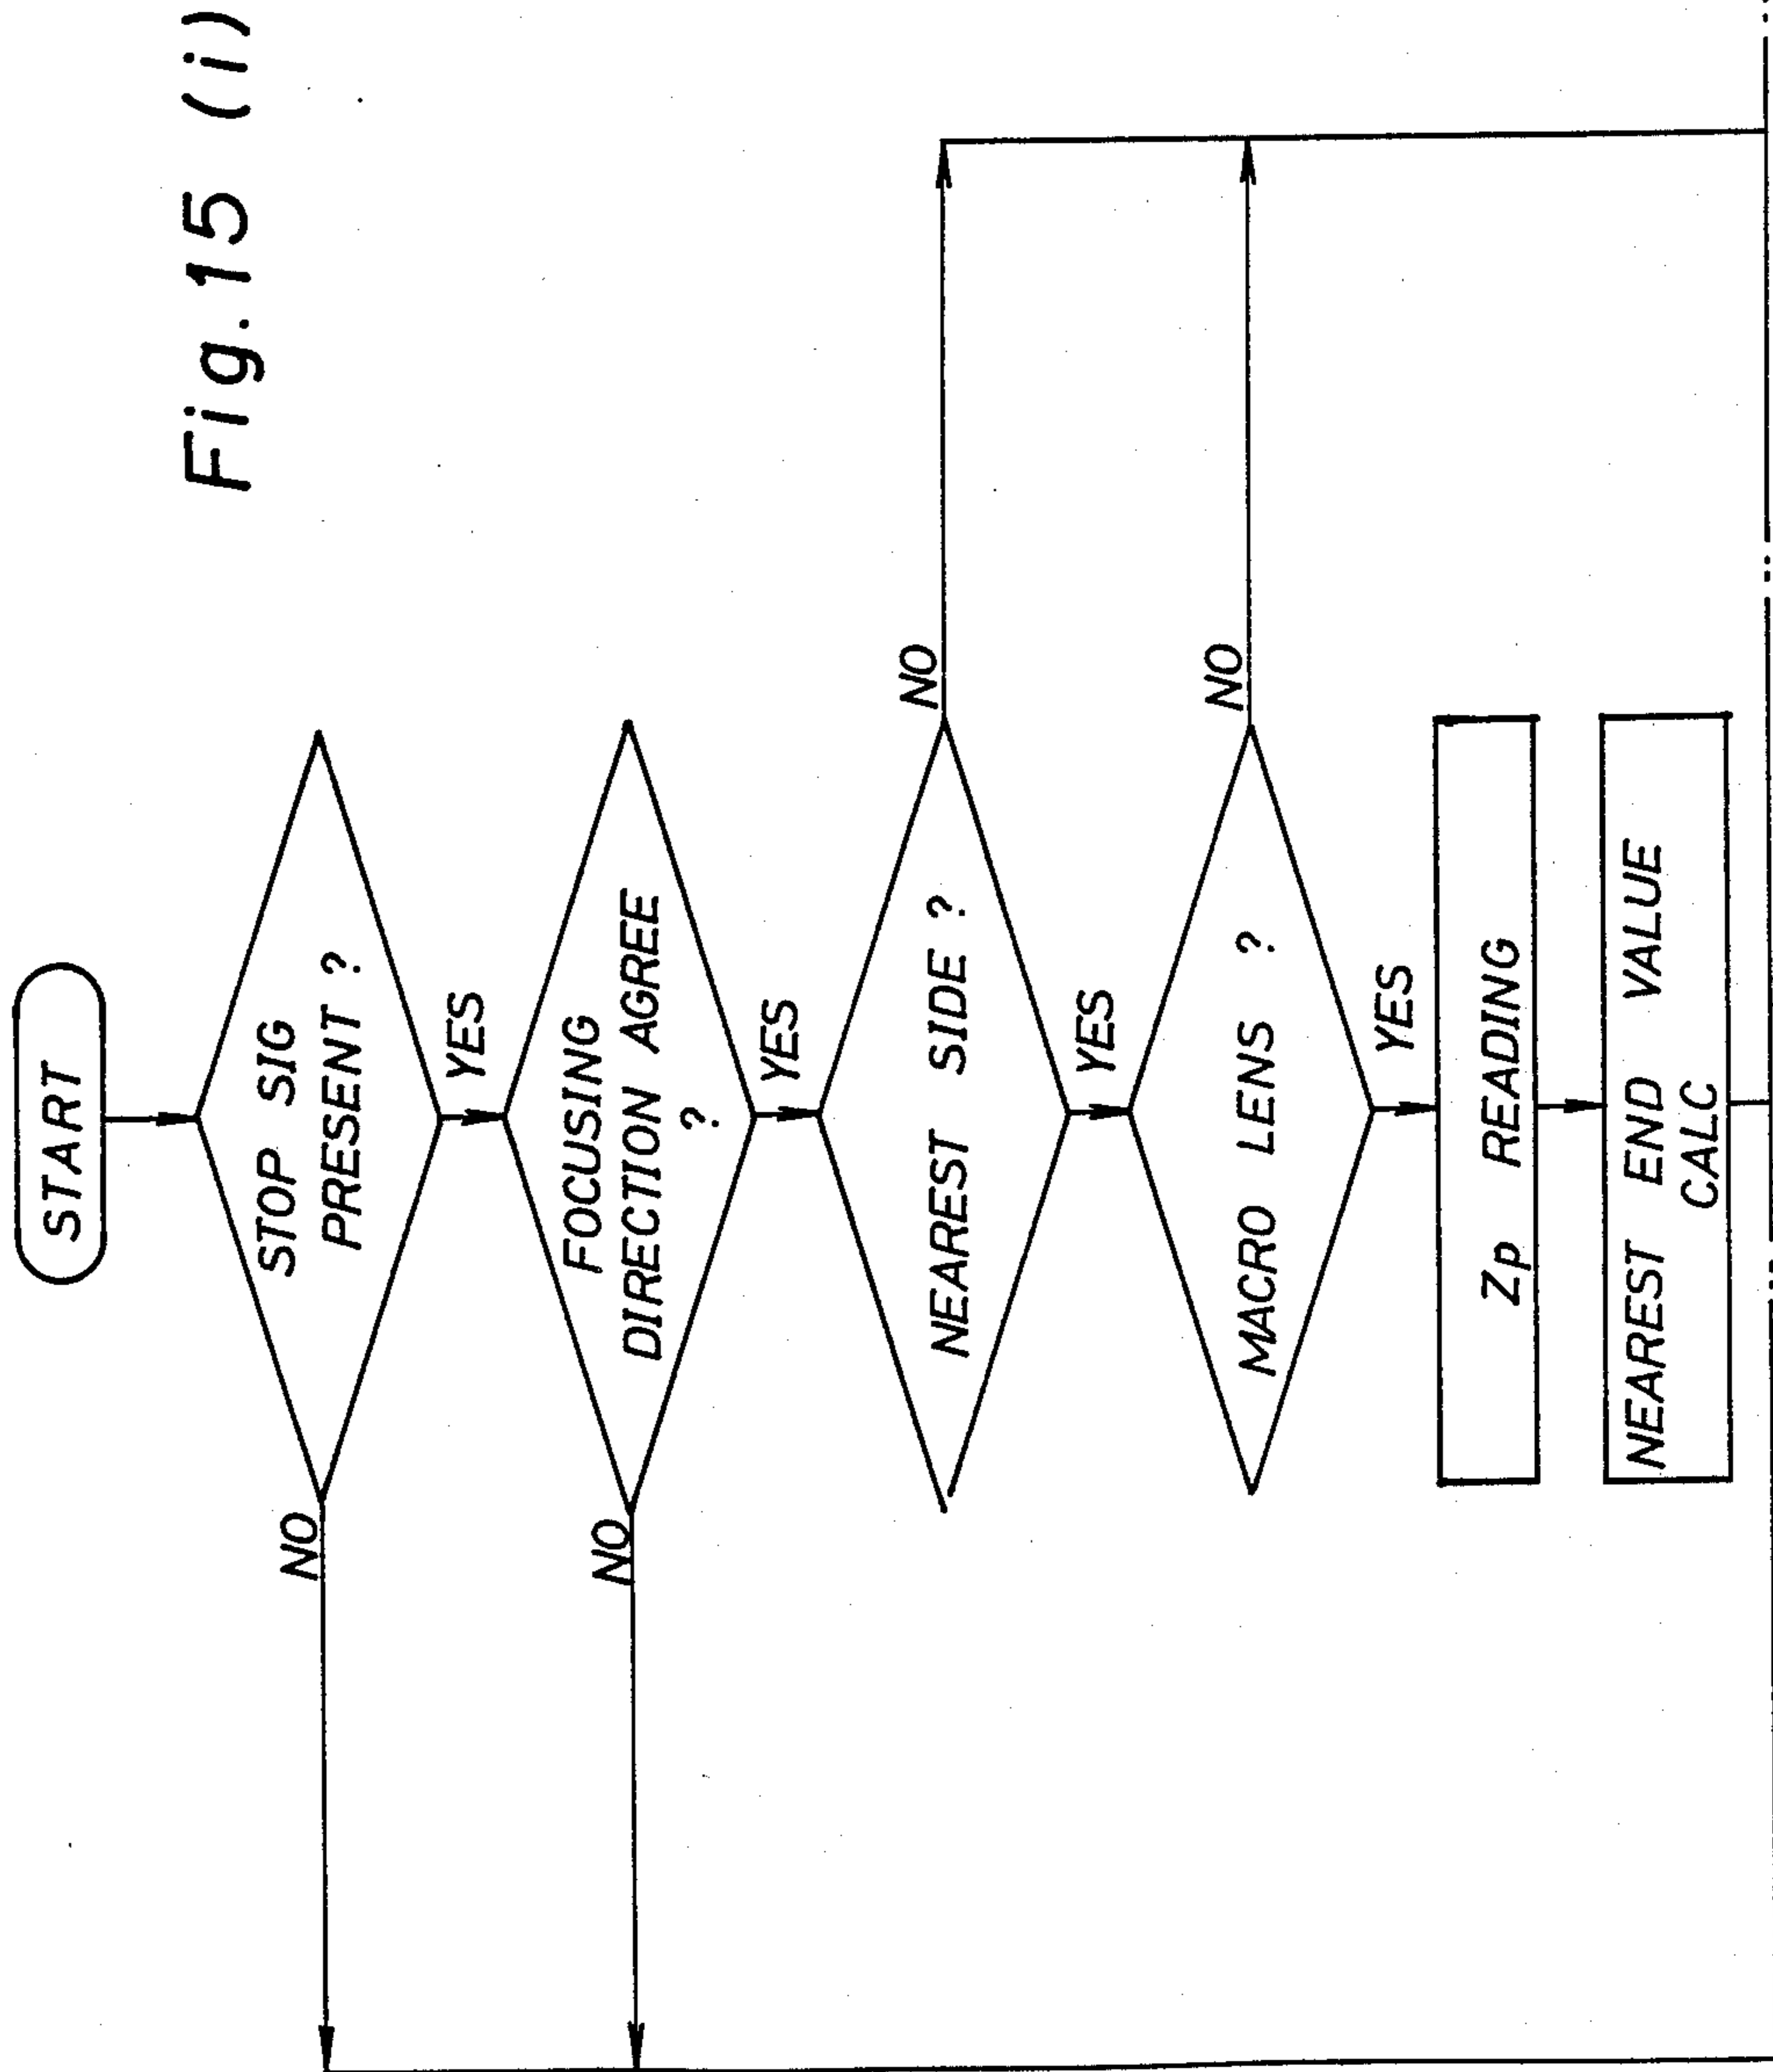 Fig.15 (i)
START
STOP SIG
PRESENT ?
NO
YES
FOCUSING
DIRECTION AGREE
?
NO
YES
NEAREST SIDE ?
NO
YES
MACRO LENS ?
NO
YES
Zp READING
NEAREST END VALUE
CALC